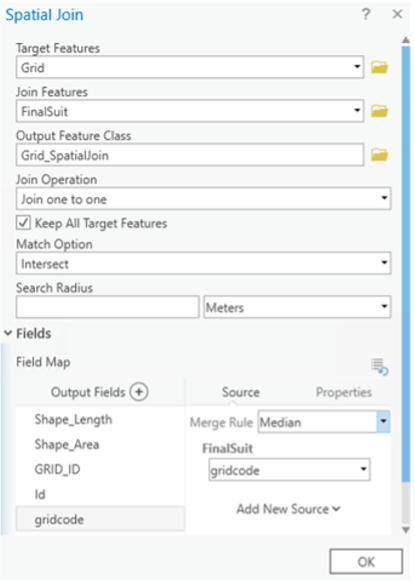 Spatial Join ? ×
Target Features
Grid
Join Features
FinalSuit
Output Feature Class
Grid_SpatialJoin
Join Operation
Join one to one
Keep All Target Features
Match Option
Intersect
Search Radius
Meters
Fields
Field Map
Output Fields
Source Properties
Shape_Length
Merge Rule Median
Shape_Area
FinalSuit
GRID_ID
gridcode
Id
Add New Source
gridcode
OK